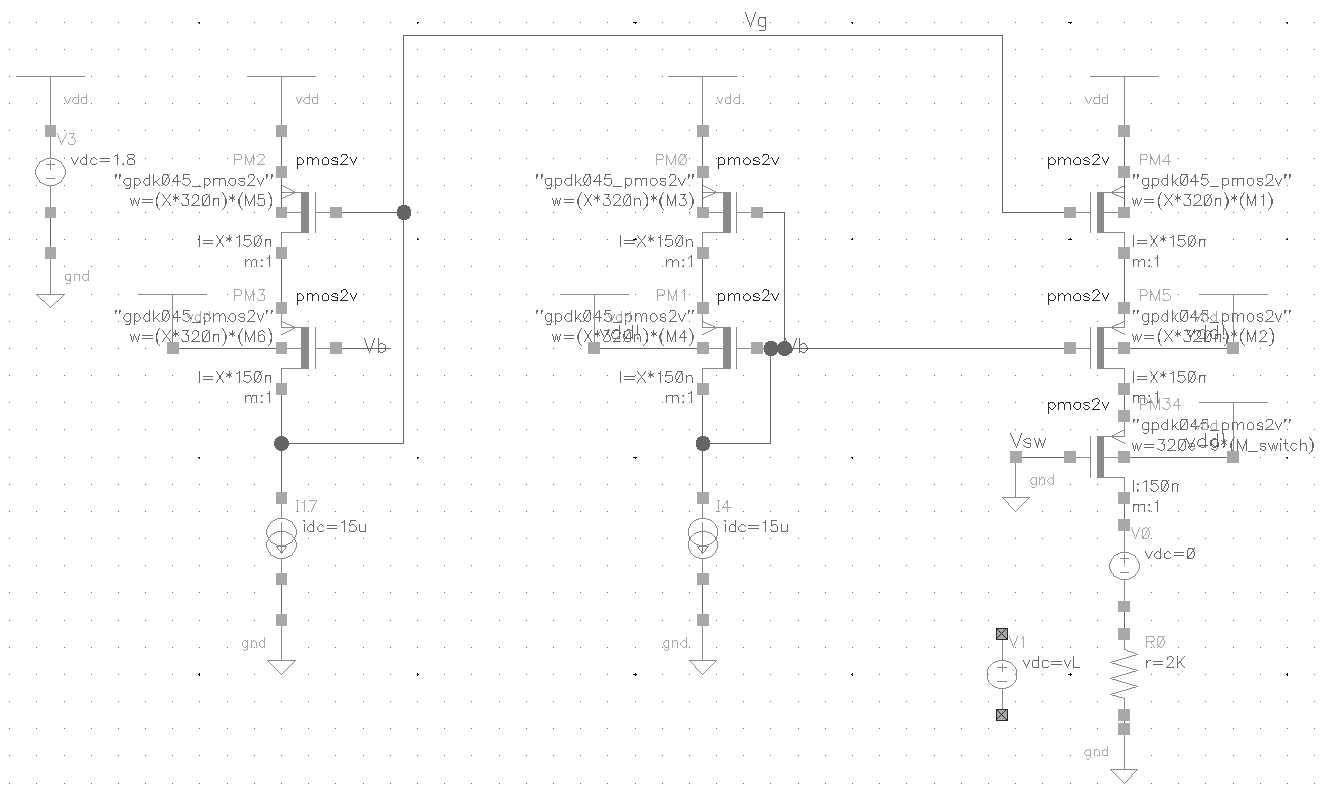 Vg
vdd
V3
vdc=1.8
gnd
vdd
PM2
pmos2v
"gpdk045_pmos2v"
w=(X*320n)*(M5)
l=X*150n
m:1
PM3
pmos2v
"gpdk045_pmos2v"
w=(X*320n)*(M6)
Vb
l=X*150n
m:1
I17
idc=15u
gnd
vdd
PM0
pmos2v
"gpdk045_pmos2v"
w=(X*320n)*(M3)
l=X*150n
m:1
PM1
pmos2v
"gpdk045_pmos2v"
w=(X*320n)*(M4)
vdd!
Vb
l=X*150n
m:1
I4
idc=15u
gnd
vdd
pmos2v
PM4
"gpdk045_pmos2v"
w=(X*320n)*(M1)
l=X*150n
m:1
pmos2v
PM5
"gpdk045_pmos2v"
w=(X*320n)*(M2)
vdd!
l=X*150n
m:1
pmos2v
PM34
"gpdk045_pmos2v"
w=320e-9*(M_switch)
vdd!
Vsw
gnd
l:150n
m:1
V0
vdc=0
V1
vdc=vL
R0
r=2K
gnd